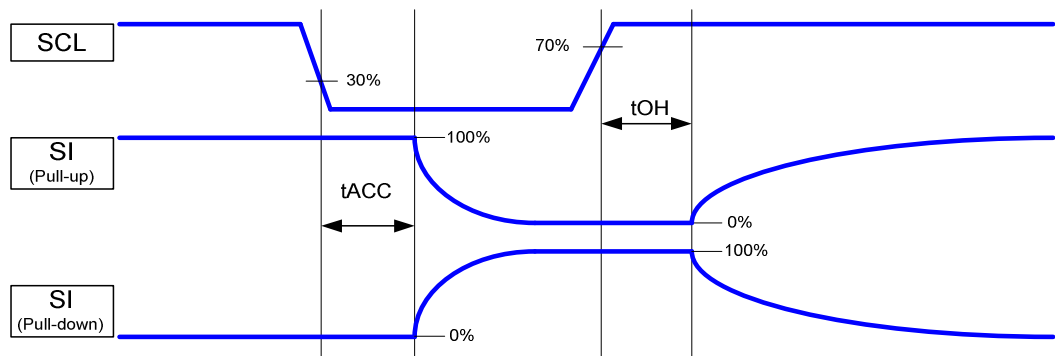 SCL
30%
70%
tOH
SI
(Pull-up)
100%
tACC
0%
100%
SI
(Pull-down)
0%